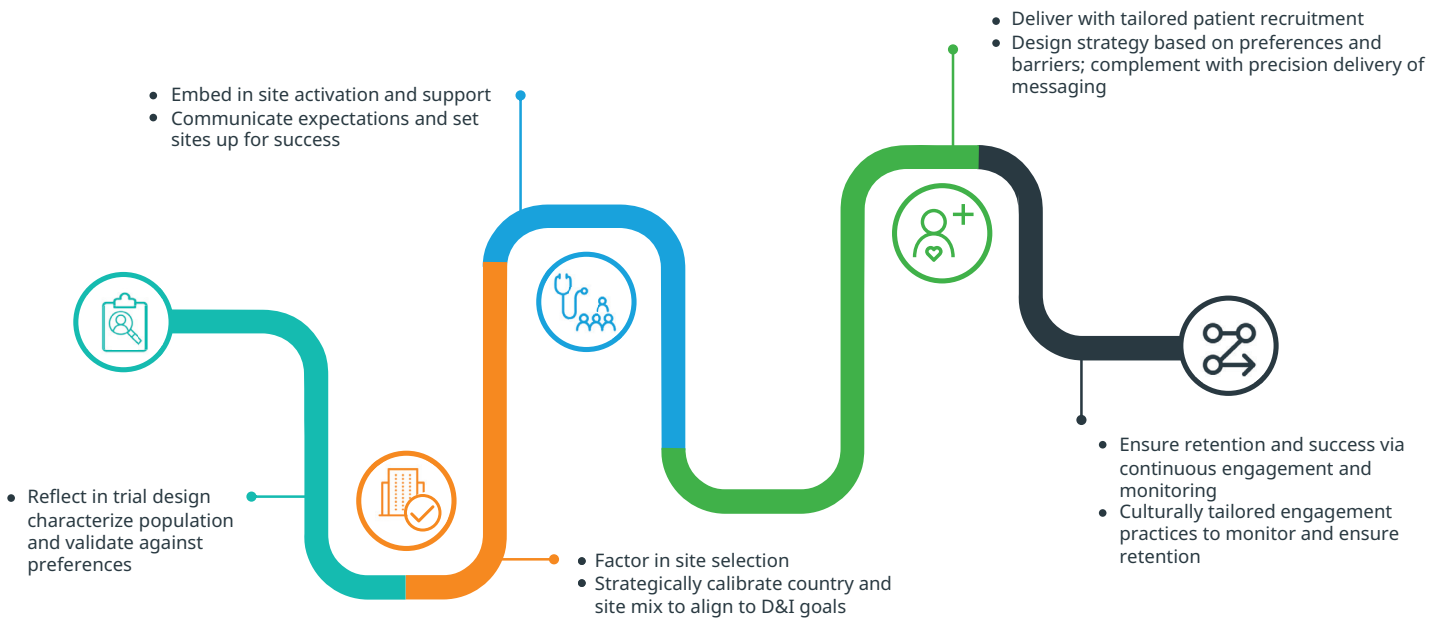 • Deliver with tailored patient recruitment
• Design strategy based on preferences and
barriers; complement with precision delivery of
messaging
• Embed in site activation and support
• Communicate expectations and set
sites up for success
• Reflect in trial design
characterize population
and validate against
preferences
• Factor in site selection
• Strategically calibrate country and
site mix to align to D&I goals
• Ensure retention and success via
continuous engagement and
monitoring
• Culturally tailored engagement
practices to monitor and ensure
retention